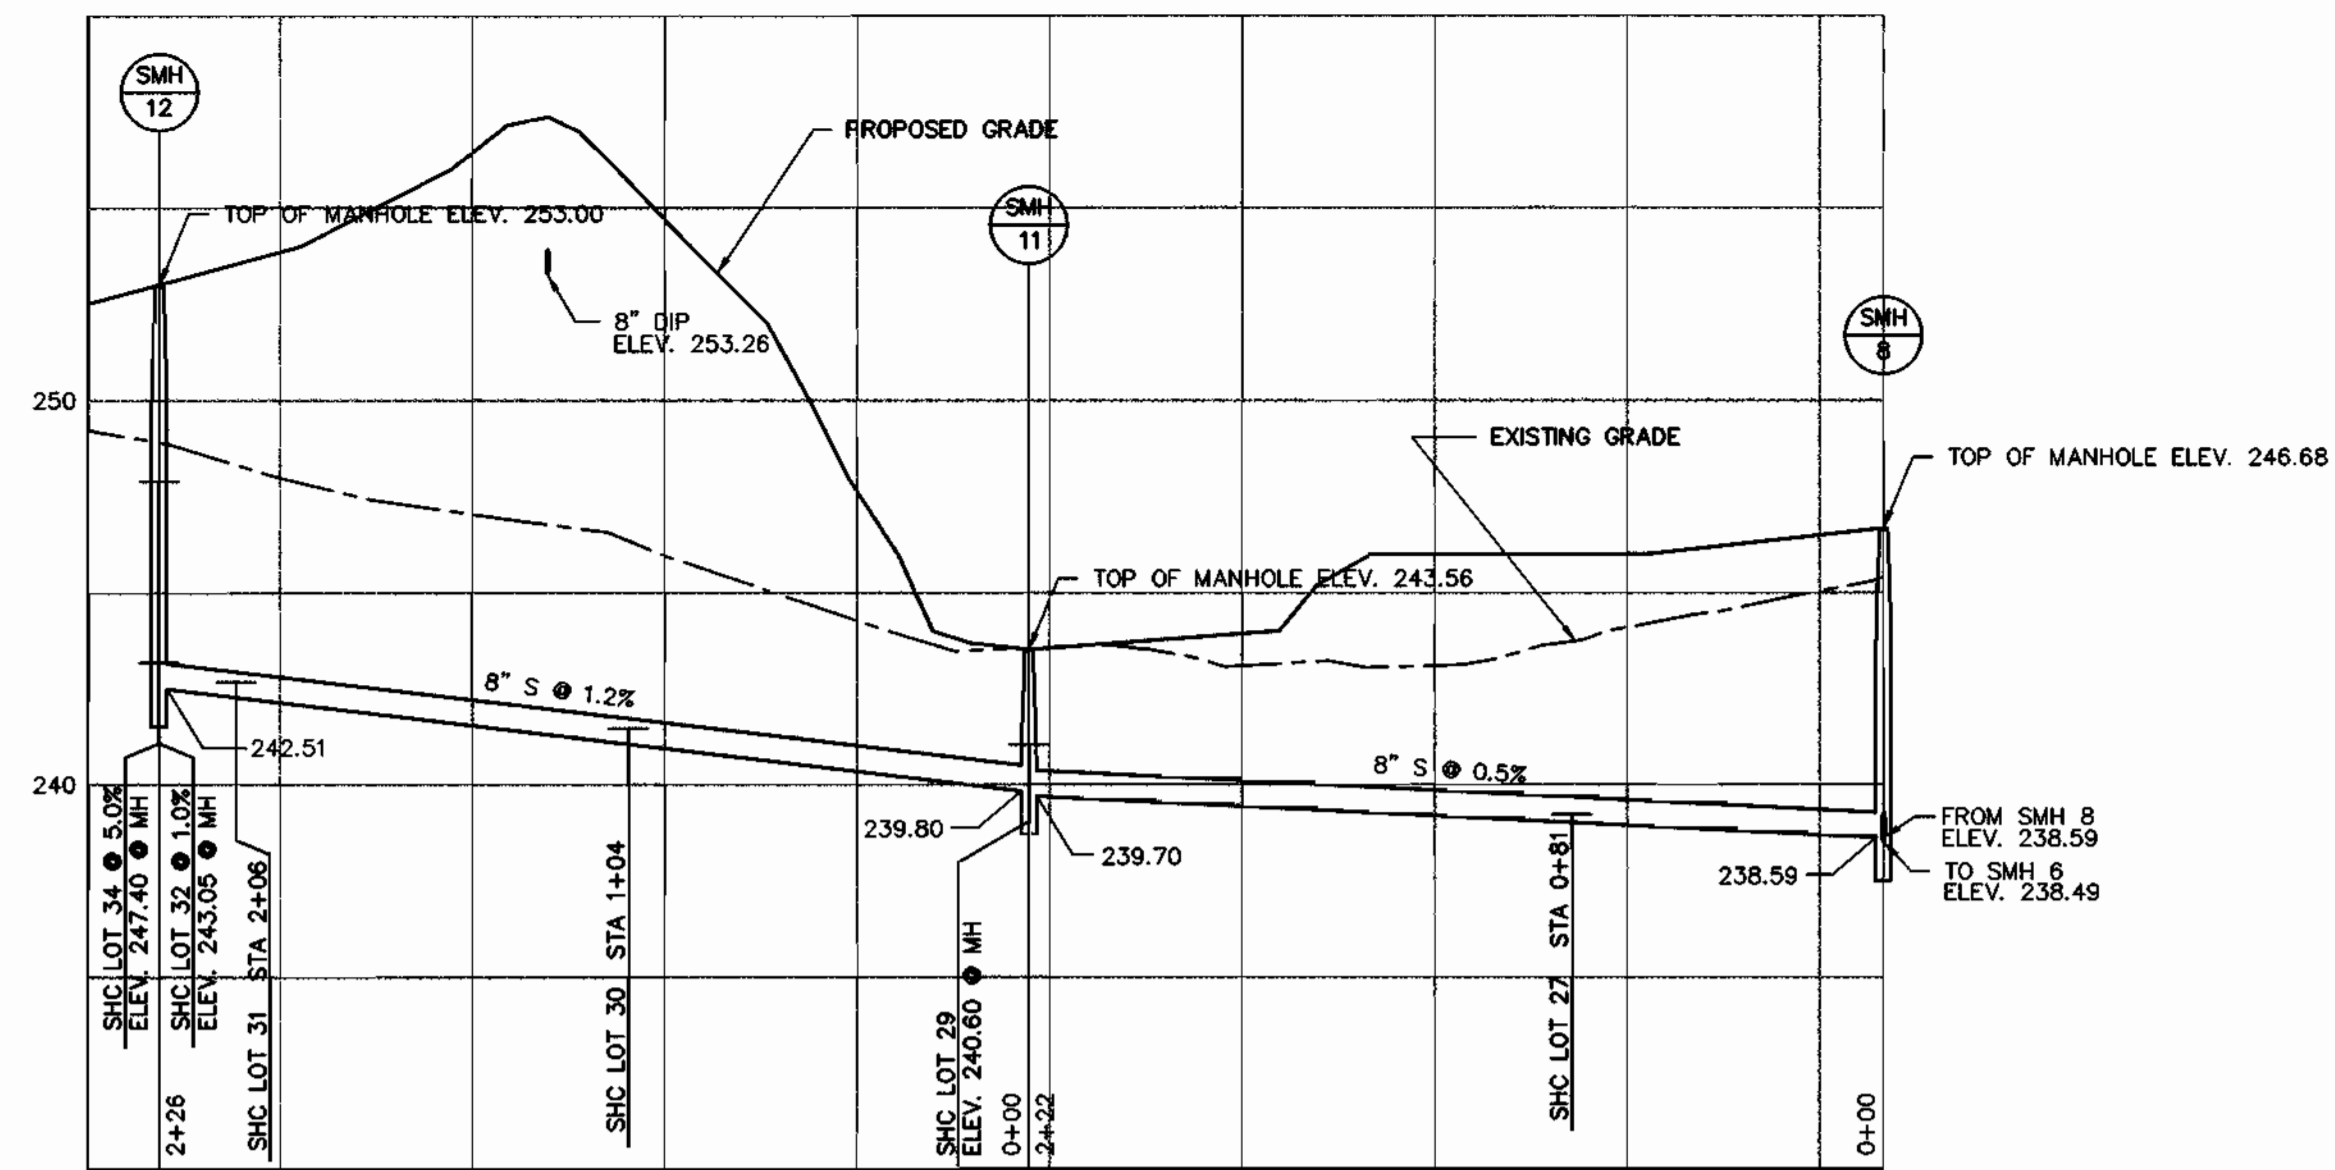 SMH
12
PROPOSED GRADE
SMH
11
TOP OF MANHOLE ELEV. 253.00
8" DIP
ELEV. 253.26
SMH
8
250
EXISTING GRADE
TOP OF MANHOLE ELEV. 246.68
TOP OF MANHOLE ELEV. 243.56
8" S @ 1.2%
242.51
8" S @ 0.5%
240
239.80
239.70
238.59
FROM SMH 8
ELEV. 238.59
TO SMH 6
ELEV. 238.49
SHC LOT 34 @ 5.0%
ELEV. 247.40 @ MH
SHC LOT 32 @ 1.0%
ELEV. 243.05 @ MH
SHC LOT 31 STA 2+06
SHC LOT 30 STA 1+04
SHC LOT 29
ELEV. 240.60 @ MH
SHC LOT 27 STA 0+81
2+26
0+00
2+22
0+00